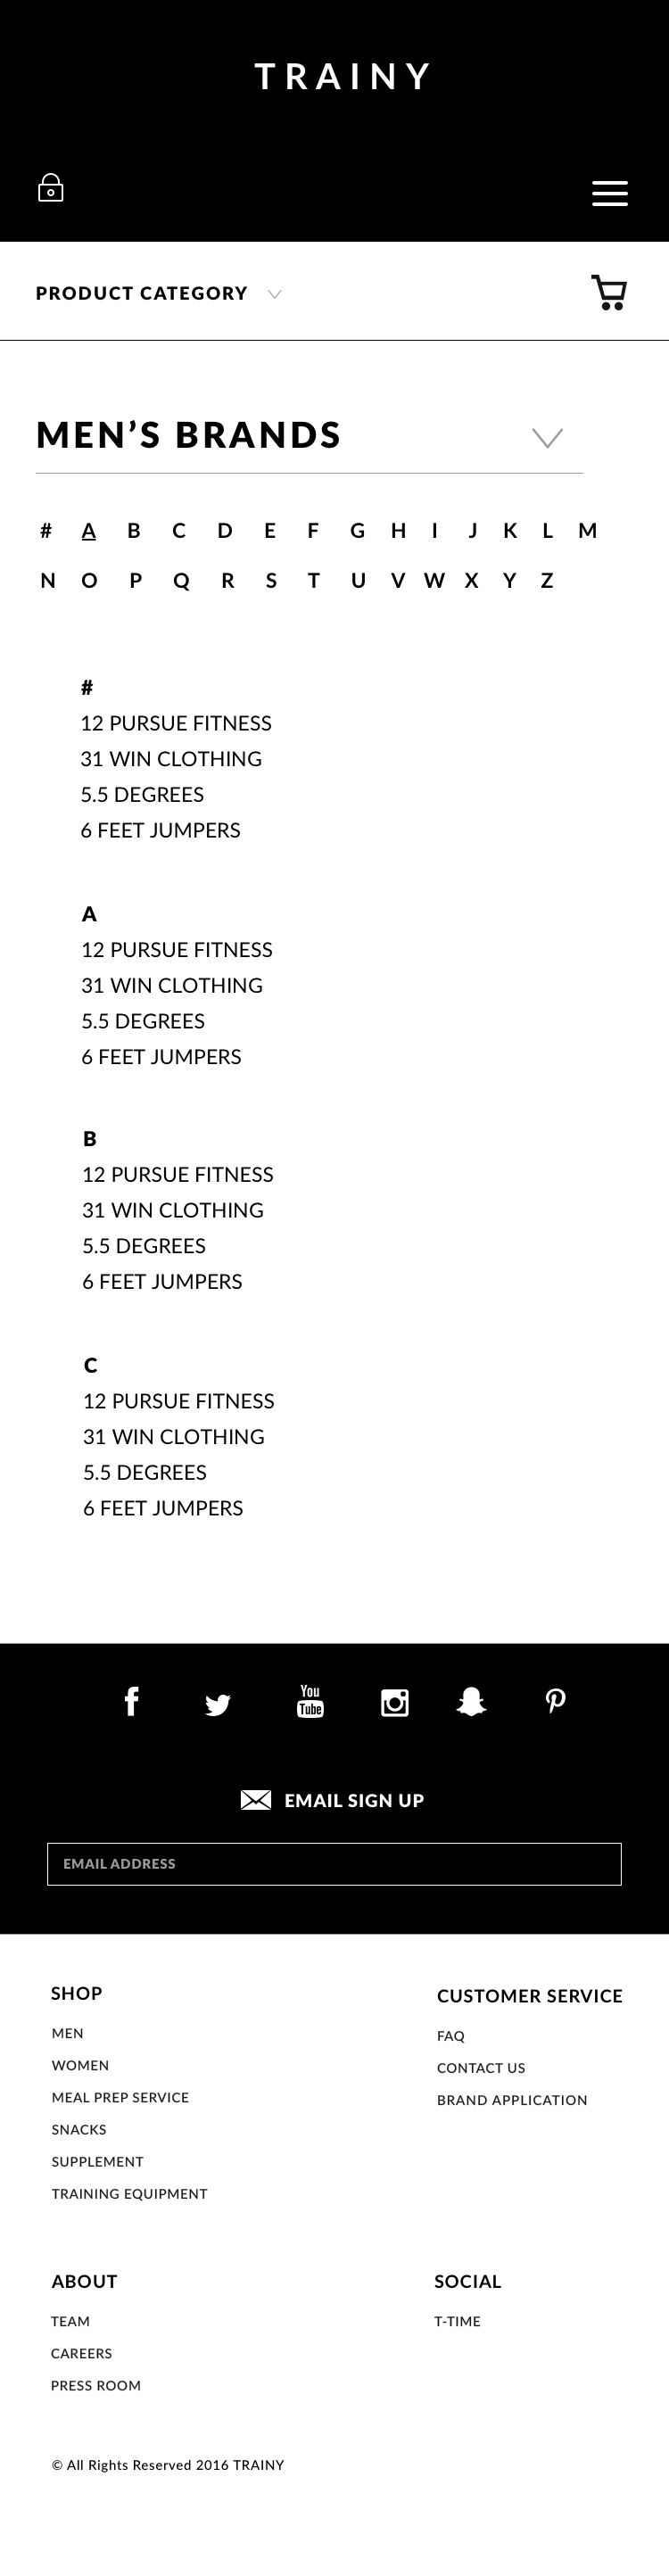 TRAINY
PRODUCT CATEGORY
MEN’S BRANDS
# A B C D E F G H I J K L M
N O P Q R S T U V W X Y Z
#
12 PURSUE FITNESS
31 WIN CLOTHING
5.5 DEGREES
6 FEET JUMPERS
A
12 PURSUE FITNESS
31 WIN CLOTHING
5.5 DEGREES
6 FEET JUMPERS
B
12 PURSUE FITNESS
31 WIN CLOTHING
5.5 DEGREES
6 FEET JUMPERS
C
12 PURSUE FITNESS
31 WIN CLOTHING
5.5 DEGREES
6 FEET JUMPERS
You
Tube
EMAIL SIGN UP
EMAIL ADDRESS
SHOP
MEN
WOMEN
MEAL PREP SERVICE
SNACKS
SUPPLEMENT
TRAINING EQUIPMENT
CUSTOMER SERVICE
FAQ
CONTACT US
BRAND APPLICATION
ABOUT
TEAM
CAREERS
PRESS ROOM
SOCIAL
T-TIME
© All Rights Reserved 2016 TRAINY